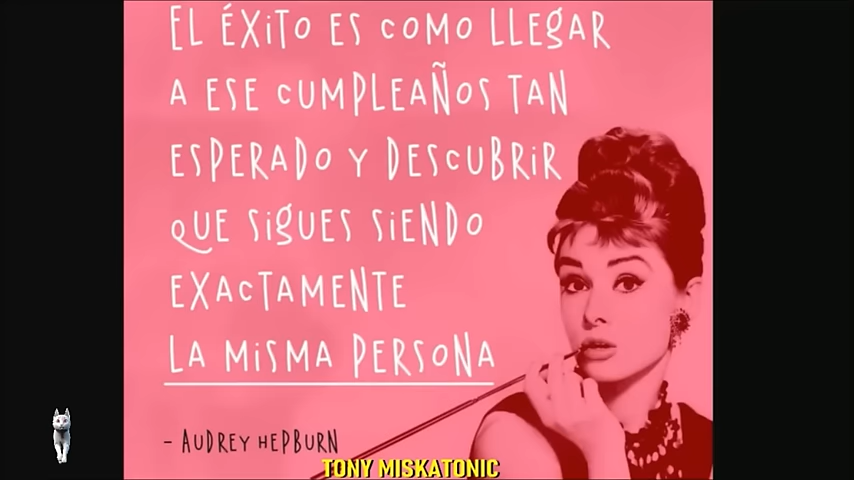 EL ÉXITO ES COMO LLEGAR
A ESE CUMPLEAÑOS TAN
ESPERADO Y DESCUBRIR
QUE SIGUES SIENDO
EXACTAMENTE
LA MISMA PERSONA
- AUDREY HEPBURN
TONY MISKATONIC